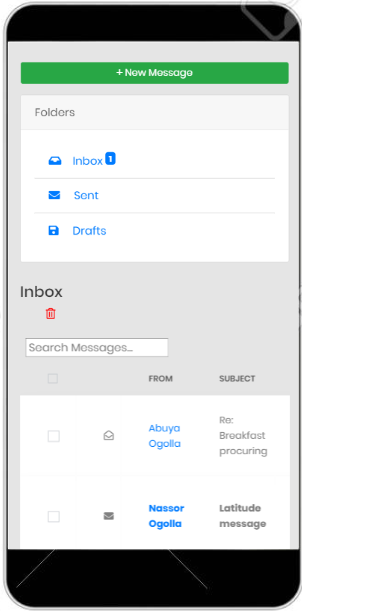 + New Message
Folders
Inbox 1
Sent
Drafts
Inbox
Search Messages...
FROM SUBJECT
Abuya
Ogolla
Re:
Breakfast
procuring
Nassor
Ogolla
Latitude
message